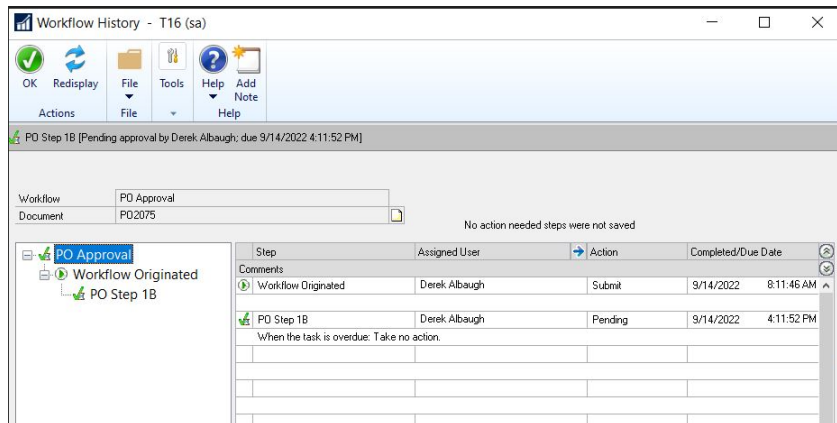 Workflow History - T16 (sa)
OK Redisplay File Tools Help Add Note
Actions File Help
PO Step 1B [Pending approval by Derek Albaugh; due 9/14/2022 4:11:52 PM]
Workflow PO Approval
Document PO2075
No action needed steps were not saved
PO Approval
Workflow Originated
PO Step 1B
Step Assigned User Action Completed/Due Date
Comments
Workflow Originated Derek Albaugh Submit 9/14/2022 8:11:46 AM
PO Step 1B Derek Albaugh Pending 9/14/2022 4:11:52 PM
When the task is overdue: Take no action.